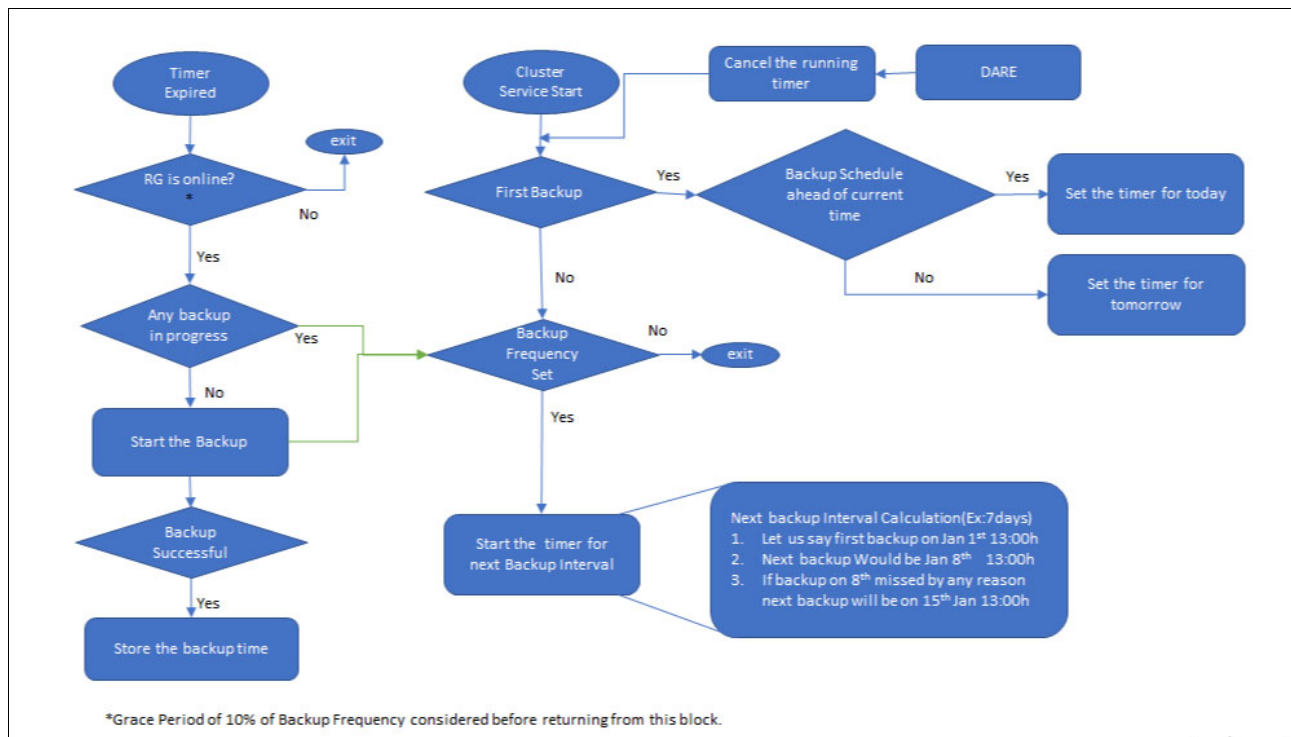 Timer
Expired
Cluster
Service Start
Cancel the running
timer
DARE
exit
RG is online?
*
No
Yes
First Backup
Yes
Backup Schedule
ahead of current
time
Yes
Set the timer for today
No
Set the timer for
tomorrow
No
Any backup
in progress
Yes
No
Start the Backup
Backup
Frequency
Set
No
exit
Yes
Backup
Successful
Yes
Store the backup time
Start the timer for
next Backup Interval
Next backup Interval Calculation(Ex:7days)
1. Let us say first backup on Jan 1st 13:00h
2. Next backup Would be Jan 8th 13:00h
3. If backup on 8th missed by any reason
next backup will be on 15th Jan 13:00h
*Grace Period of 10% of Backup Frequency considered before returning from this block.